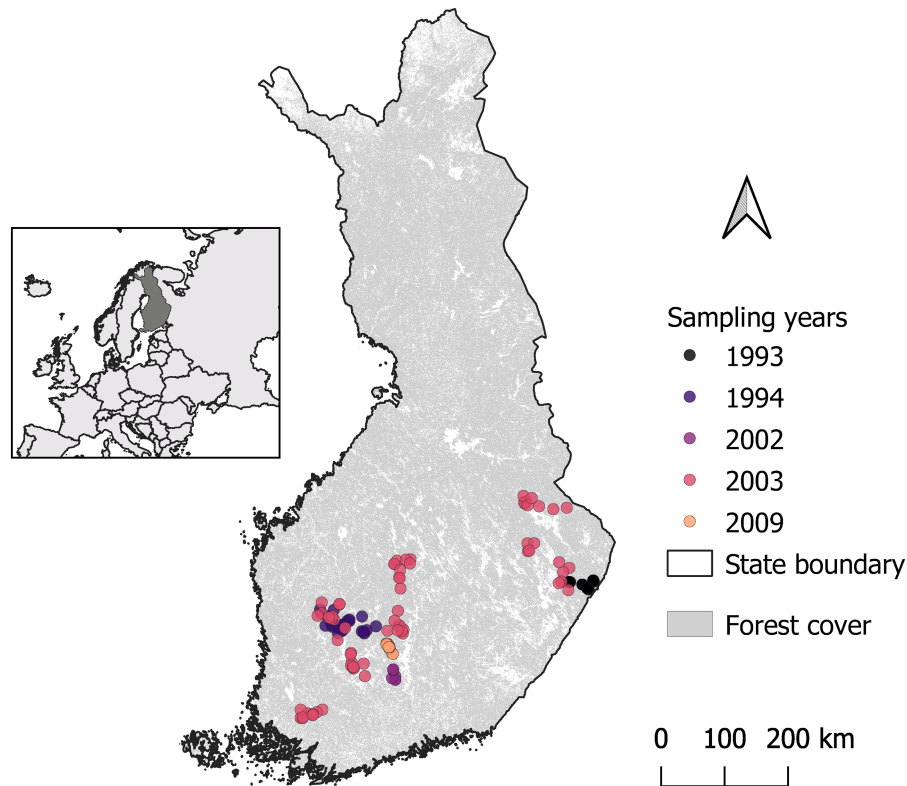 Sampling years
1993
1994
2002
2003
2009
State boundary
Forest cover
0 100 200 km